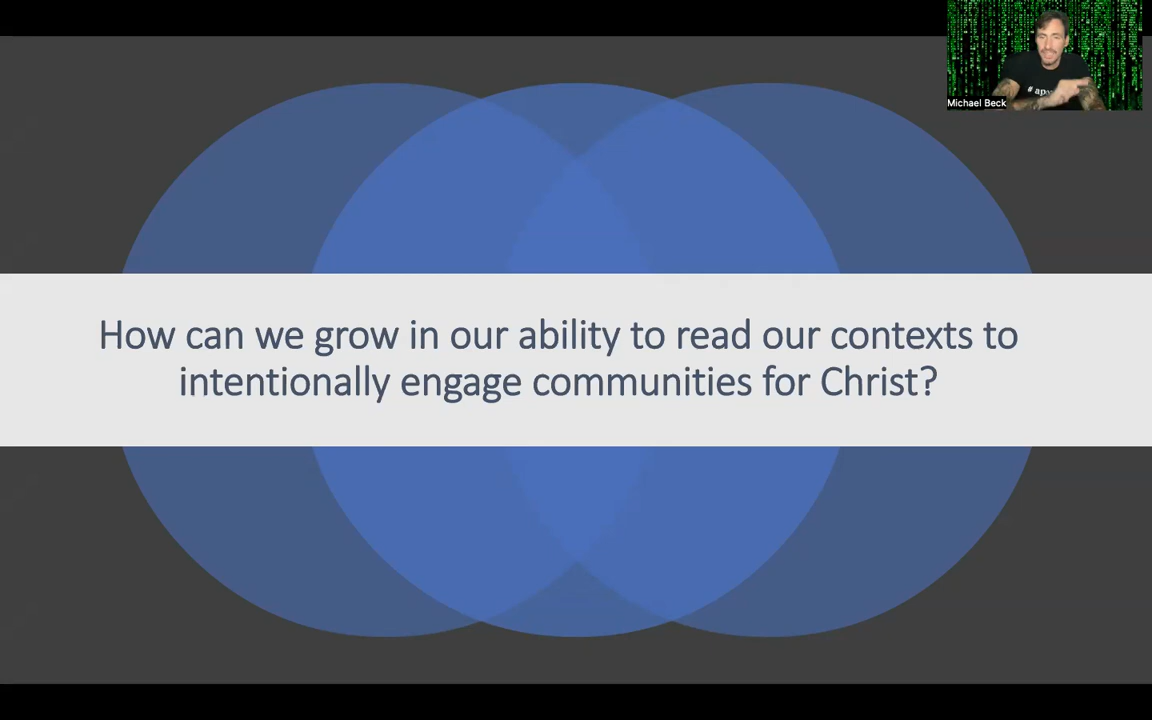 Michael Beck
How can we grow in our ability to read our contexts to
intentionally engage communities for Christ?